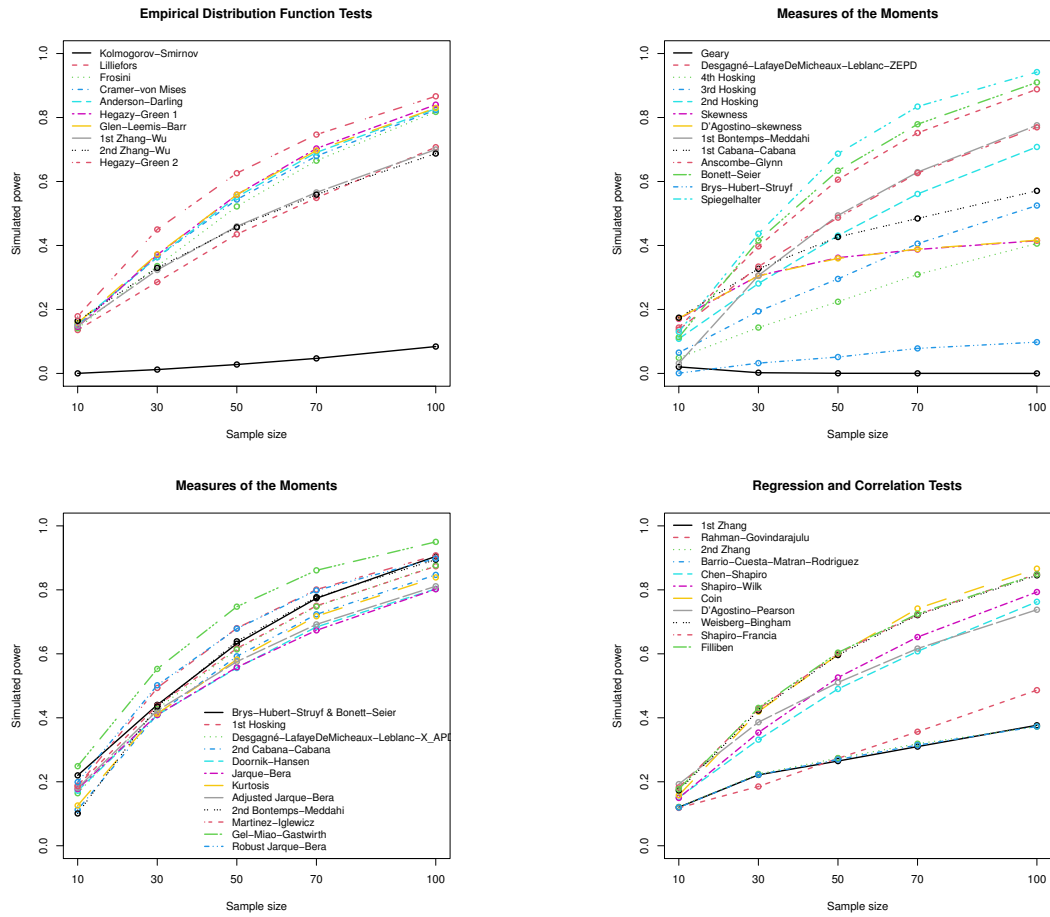 Empirical Distribution Function Tests
Simulated power
1.0
0.8
0.6
0.4
0.2
0.0
Kolmogorov−Smirnov
Lilliefors
Frosini
Cramer−von Mises
Anderson−Darling
Hegazy−Green 1
Glen−Leemis−Barr
1st Zhang−Wu
2nd Zhang−Wu
Hegazy−Green 2
10 30 50 70 100
Sample size
Measures of the Moments
Simulated power
1.0
0.8
0.6
0.4
0.2
0.0
Geary
Desgagné−LafayeDeMicheaux−Leblanc−ZEPD
4th Hosking
3rd Hosking
2nd Hosking
Skewness
D'Agostino−skewness
1st Bontemps−Meddahi
1st Cabana−Cabana
Anscombe−Glynn
Bonett−Seier
Brys−Hubert−Struyf
Spiegelhalter
10 30 50 70 100
Sample size
Measures of the Moments
Simulated power
1.0
0.8
0.6
0.4
0.2
0.0
Brys−Hubert−Struyf & Bonett−Seier
1st Hosking
Desgagné−LafayeDeMicheaux−Leblanc−X_APD
2nd Cabana−Cabana
Doornik−Hansen
Jarque−Bera
Kurtosis
Adjusted Jarque−Bera
2nd Bontemps−Meddahi
Martinez−Iglewicz
Gel−Miao−Gastwirth
Robust Jarque−Bera
10 30 50 70 100
Sample size
Regression and Correlation Tests
Simulated power
1.0
0.8
0.6
0.4
0.2
0.0
1st Zhang
Rahman−Govindarajulu
2nd Zhang
Barrio−Cuesta−Matran−Rodriguez
Chen−Shapiro
Shapiro−Wilk
Coin
D'Agostino−Pearson
Weisberg−Bingham
Shapiro−Francia
Filliben
10 30 50 70 100
Sample size